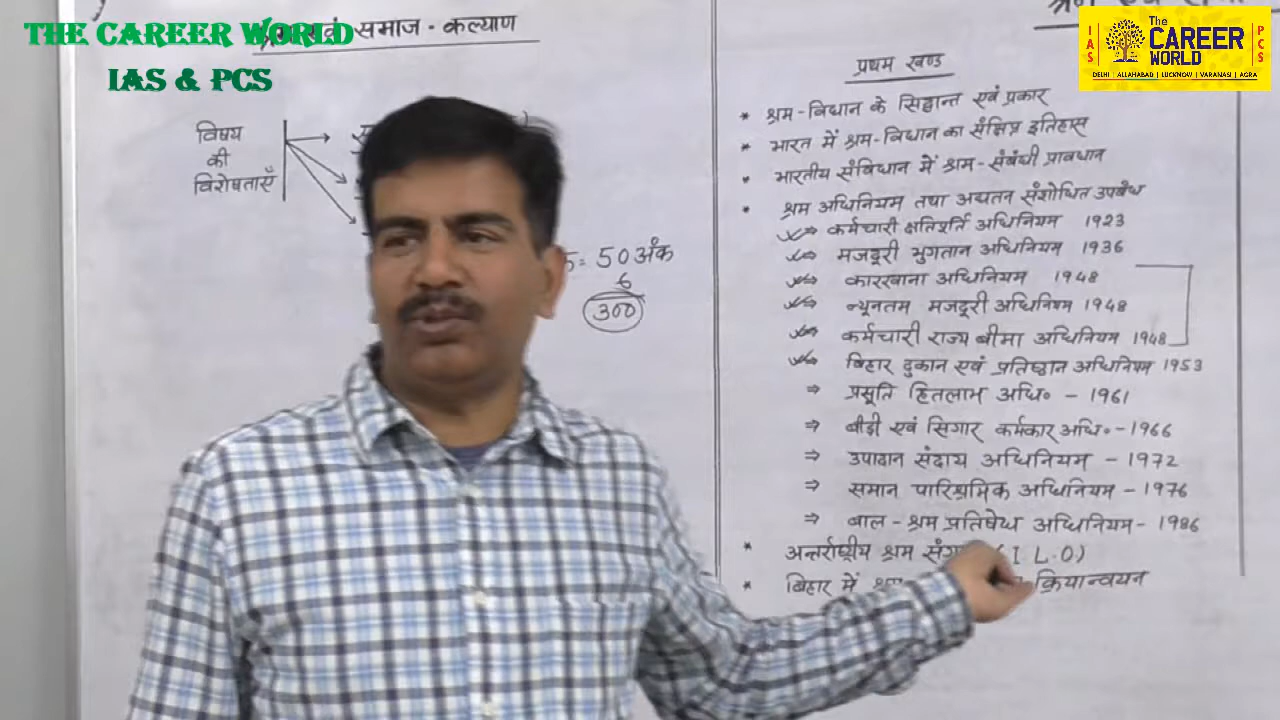 THE CAREER WORLD
IAS & PCS
एवं समाज - कल्याण
विषय
की
विशेषताएँ
= 50 अंक
6
300
प्रथम खण्ड
* श्रम - विधान के सिद्धान्त एवं प्रकार
* भारत में श्रम - विधान का संक्षिप्त इतिहास
* भारतीय संविधान में श्रम - संबंधी प्रावधान
* श्रम अधिनियम तथा अद्यतन संशोधित उपबंध
कर्मचारी क्षतिपूर्ति अधिनियम 1923
मजदूरी भुगतान अधिनियम 1936
कारखाना अधिनियम 1948
न्यूनतम मजदूरी अधिनियम 1948
कर्मचारी राज्य बीमा अधिनियम 1948
बिहार दुकान एवं प्रतिष्ठान अधिनियम 1953
⇒ प्रसूति हितलाभ अधि० - 1961
⇒ बीड़ी एवं सिगार कर्मकार अधि० - 1966
⇒ उपादान संदाय अधिनियम - 1972
⇒ समान पारिश्रमिक अधिनियम - 1976
⇒ बाल - श्रम प्रतिषेध अधिनियम - 1986
* अन्तर्राष्ट्रीय श्रम (I L.O)
* बिहार में क्रियान्वयन
IAS
The
CAREER
WORLD
PCS
DELHI | ALLAHABAD | LUCKNOW | VARANASI | AGRA